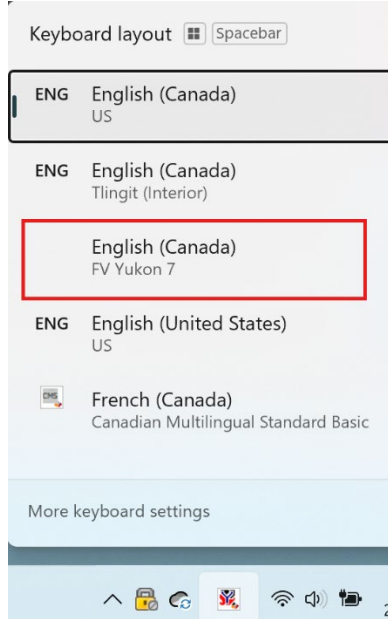 Keyboard layout Spacebar
ENG English (Canada)
US
ENG English (Canada)
Tlingit (Interior)
English (Canada)
FV Yukon 7
ENG English (United States)
US
CMS French (Canada)
Canadian Multilingual Standard Basic
More keyboard settings